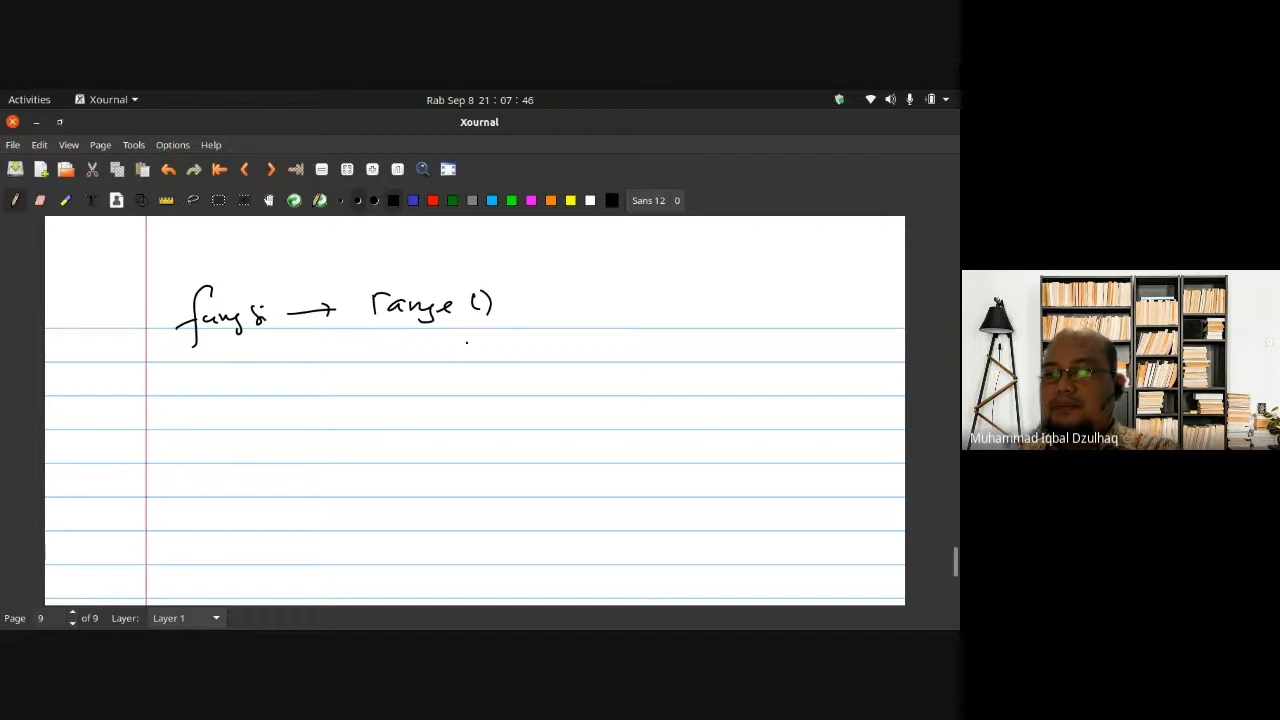 Activities
Xournal
Rab Sep 8 21:07:46
Xournal
File Edit View Page Tools Options Help
Sans 12 0
fungsi → range ()
Muhammad Iqbal Dzulhaq
Page 9 of 9 Layer: Layer 1